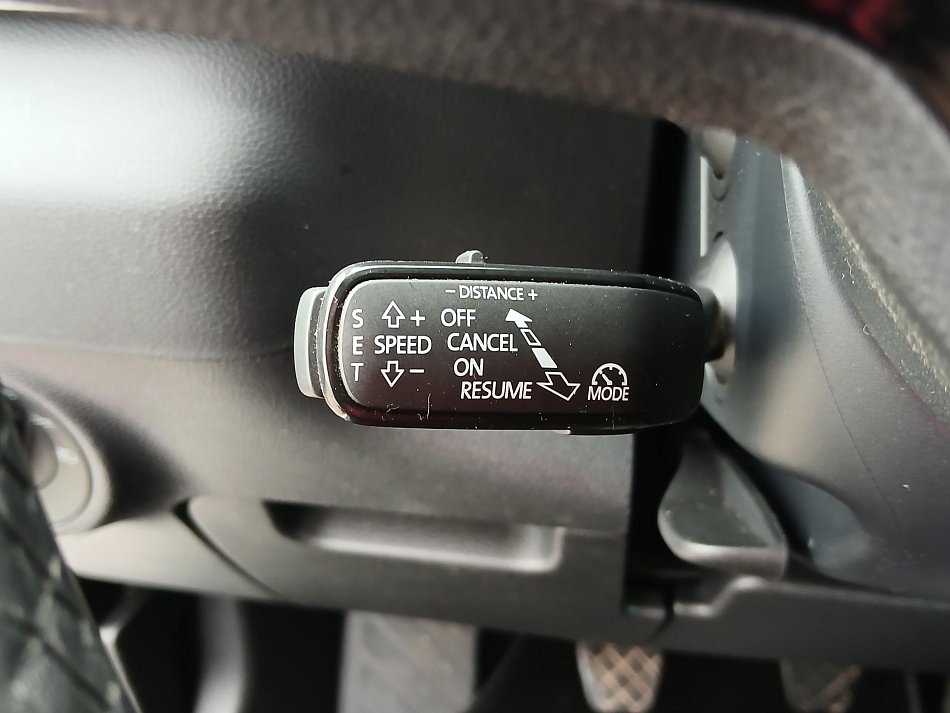 - DISTANCE +
S + OFF
E SPEED CANCEL
T - ON
RESUME MODE